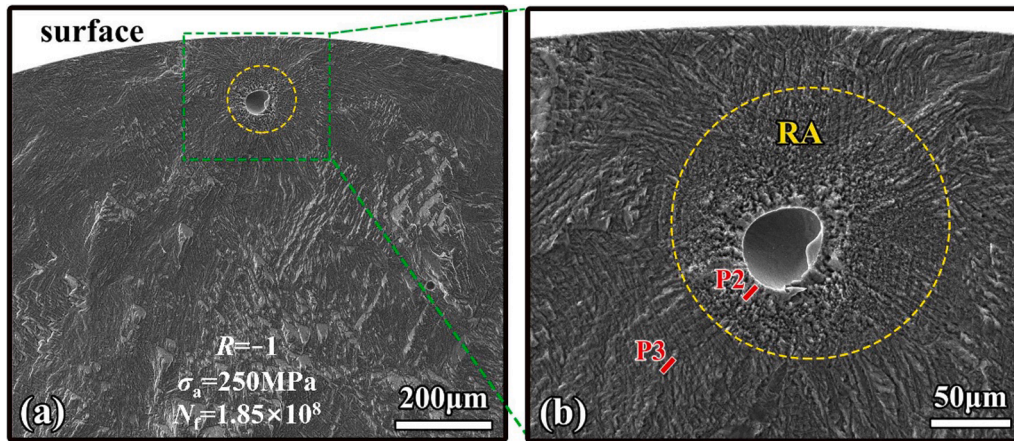 surface
R=−1
σa=250MPa
Nf=1.85×10⁸
(a)
200μm
RA
P2
P3
(b)
50μm